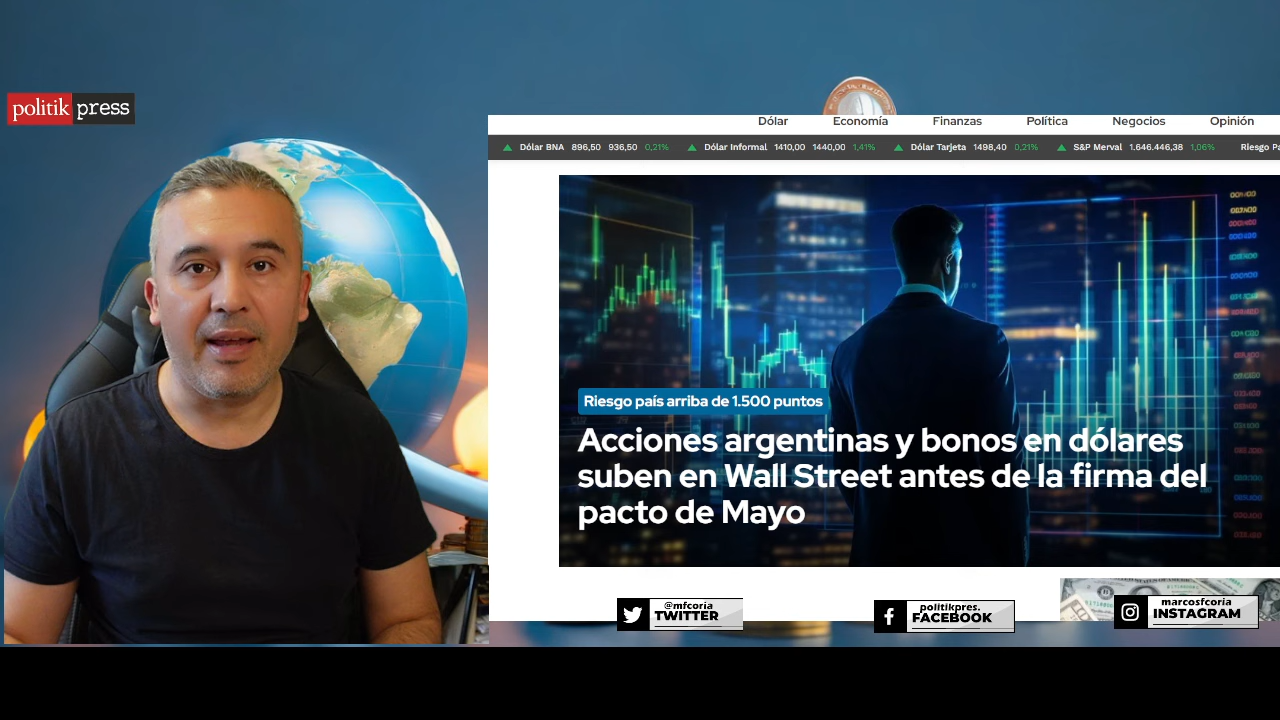 politik press
Dólar Economía Finanzas Política Negocios Opinión
Dólar BNA 896,50 936,50 0,21% Dólar Informal 1410,00 1440,00 1,41% Dólar Tarjeta 1498,40 0,21% S&P Merval 1.646.446,38 1,06% Riesgo
Riesgo país arriba de 1.500 puntos
Acciones argentinas y bonos en dólares
suben en Wall Street antes de la firma del
pacto de Mayo
@mfcoria
TWITTER
politikpres.
FACEBOOK
marcosfcoria
INSTAGRAM